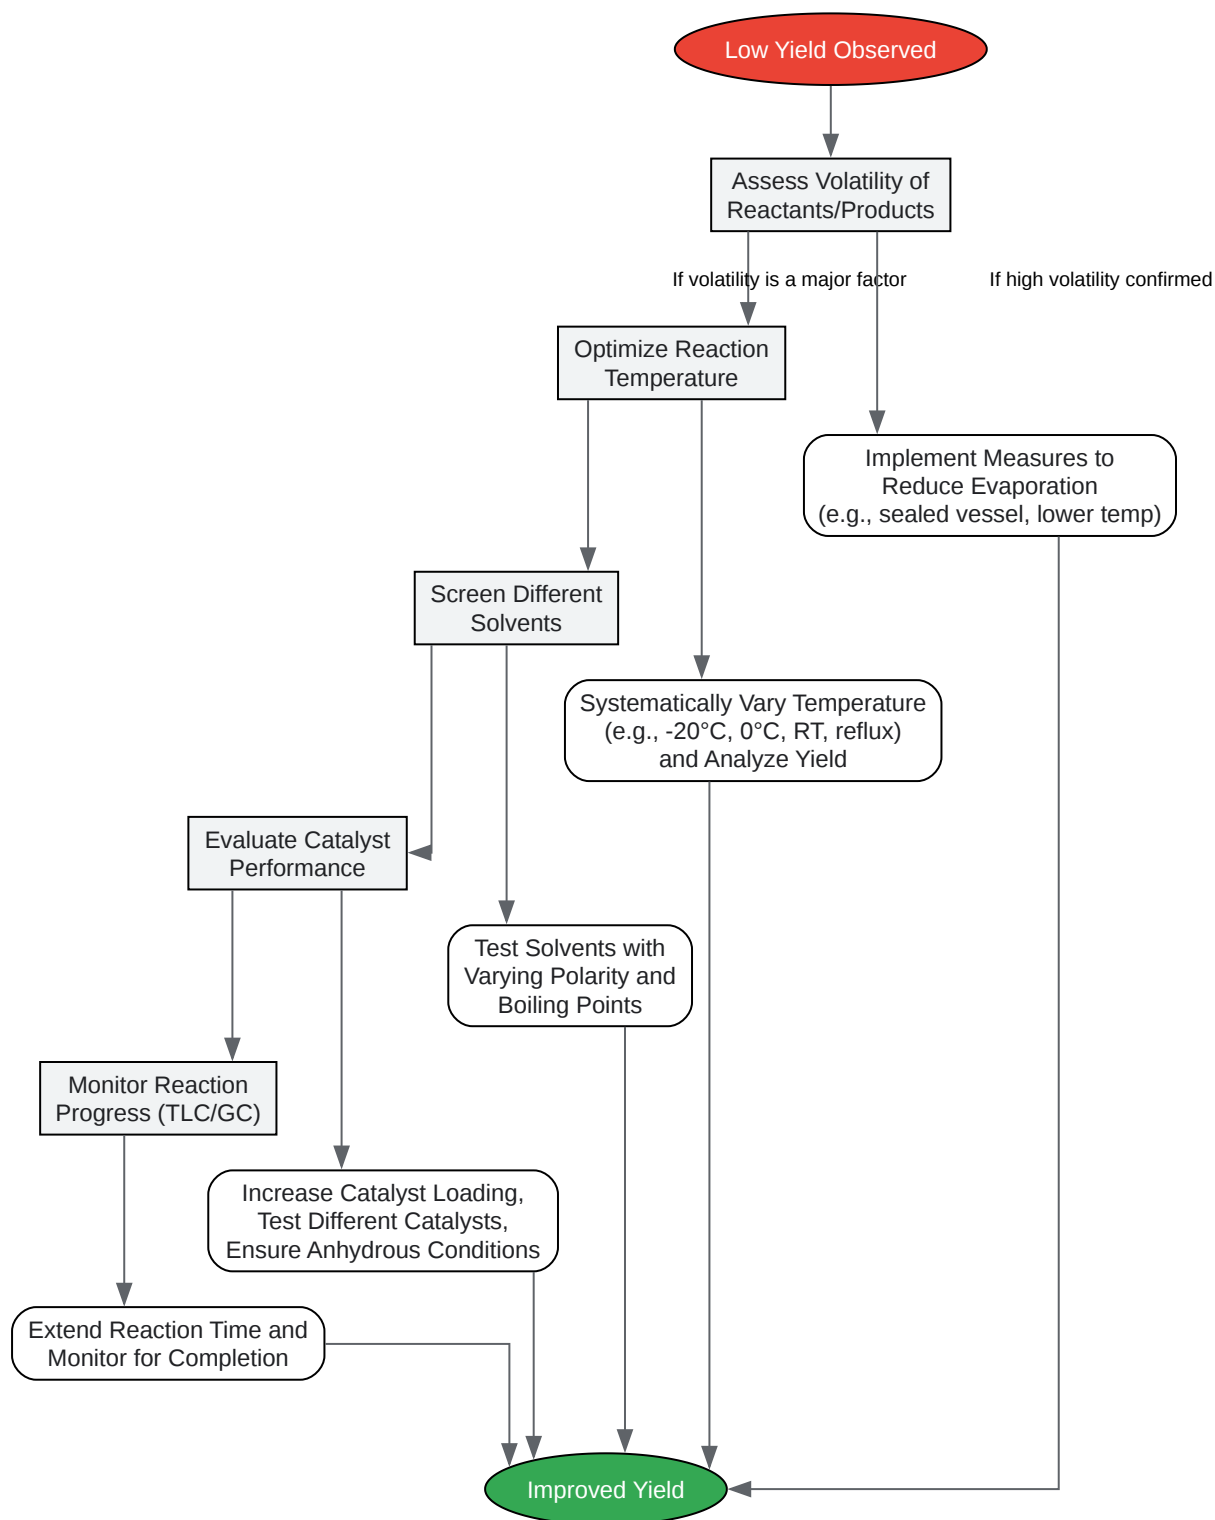 Low Yield Observed
Assess Volatility of
Reactants/Products
If volatility is a major factor
If high volatility confirmed
Optimize Reaction
Temperature
Implement Measures to
Reduce Evaporation
(e.g., sealed vessel, lower temp)
Screen Different
Solvents
Systematically Vary Temperature
(e.g., -20°C, 0°C, RT, reflux)
and Analyze Yield
Evaluate Catalyst
Performance
Test Solvents with
Varying Polarity and
Boiling Points
Monitor Reaction
Progress (TLC/GC)
Increase Catalyst Loading,
Test Different Catalysts,
Ensure Anhydrous Conditions
Extend Reaction Time and
Monitor for Completion
Improved Yield